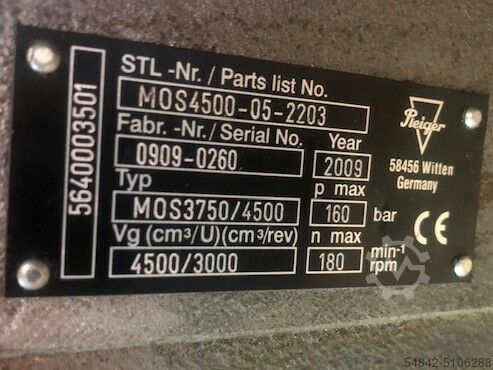 STL -Nr. / Parts list No.
MOS4500-05-2203
Fabr. -Nr./ Serial No. Year
0909-0260 2009
Typ p max
MOS3750/4500 160 bar
Vg (cm³/U)(cm³/rev) n max
4500/3000 180 min-1 rpm
5640003501
Pleiger
58456 Witten
Germany
CE
54842-5106288